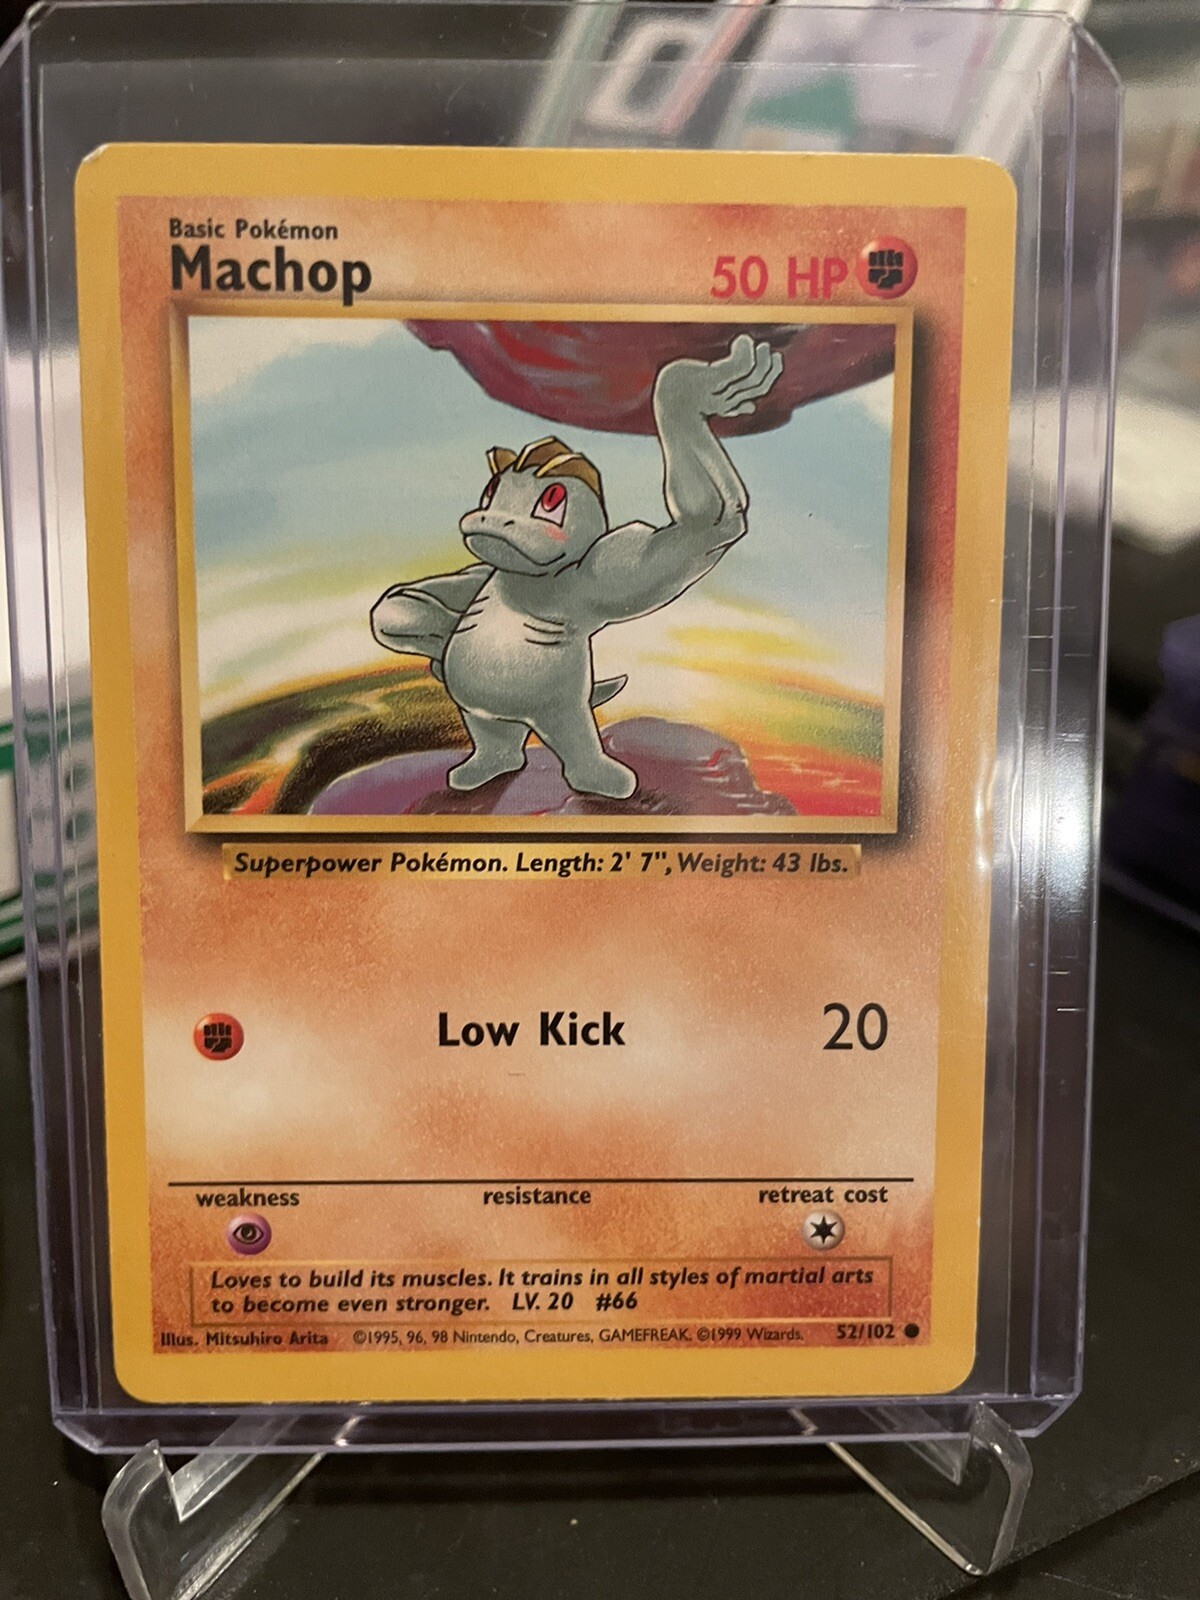 Basic Pokémon
Machop
50 HP
Superpower Pokémon. Length: 2' 7", Weight: 43 lbs.
Low Kick 20
weakness resistance retreat cost
Loves to build its muscles. It trains in all styles of martial arts
to become even stronger. LV. 20 #66
Illus. Mitsuhiro Arita ©1995, 96, 98 Nintendo, Creatures, GAMEFREAK. ©1999 Wizards. 52/102